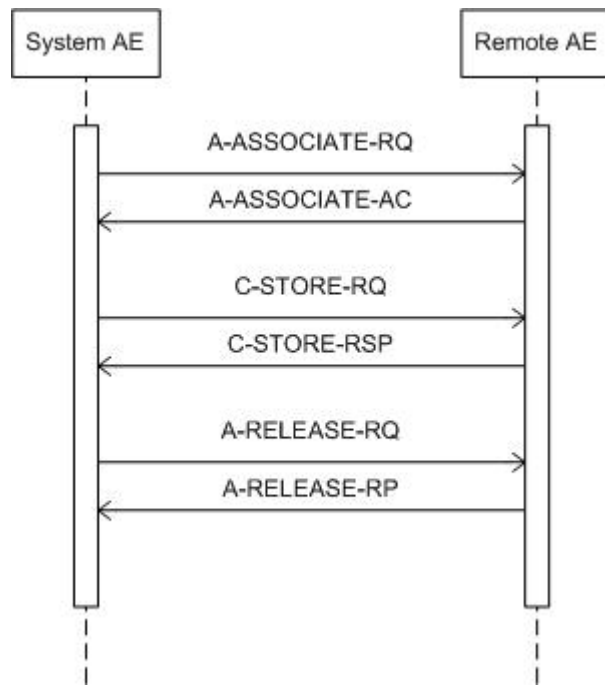 System AE
Remote AE
A-ASSOCIATE-RQ
A-ASSOCIATE-AC
C-STORE-RQ
C-STORE-RSP
A-RELEASE-RQ
A-RELEASE-RP